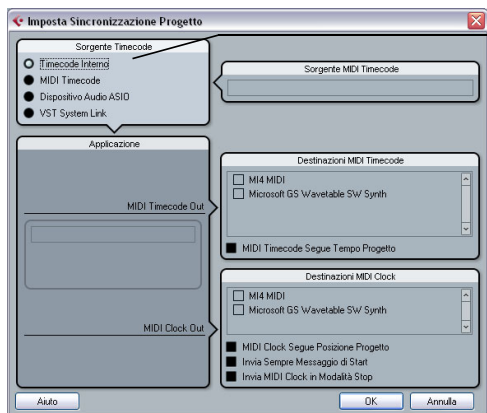 Imposta Sincronizzazione Progetto
Sorgente Timecode
Timecode Interno
MIDI Timecode
Dispositivo Audio ASIO
VST System Link
Sorgente MIDI Timecode
Applicazione
MIDI Timecode Out
MIDI Clock Out
Destinazioni MIDI Timecode
MI4 MIDI
Microsoft GS Wavetable SW Synth
MIDI Timecode Segue Tempo Progetto
Destinazioni MIDI Clock
MI4 MIDI
Microsoft GS Wavetable SW Synth
MIDI Clock Segue Posizione Progetto
Invia Sempre Messaggio di Start
Invia MIDI Clock in Modalità Stop
Aiuto
OK
Annulla